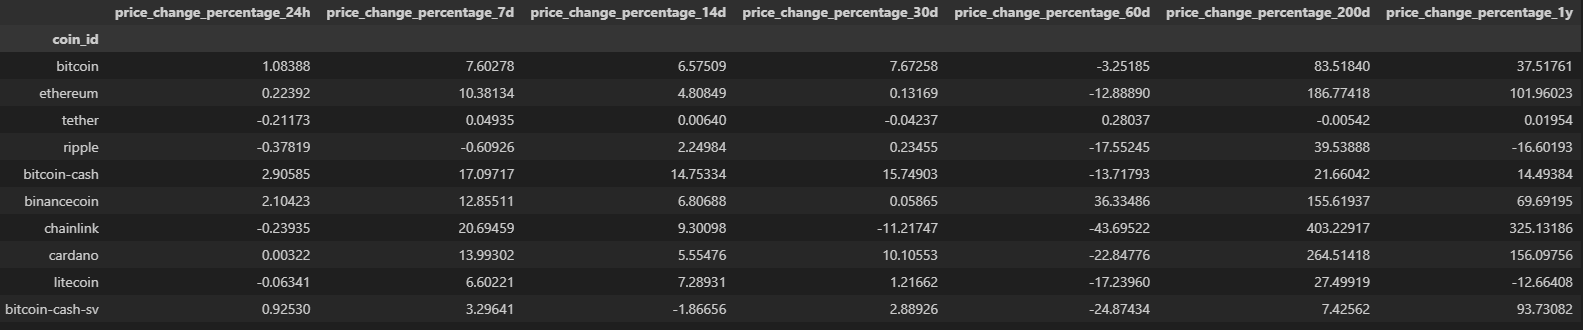 price_change_percentage_24h price_change_percentage_7d price_change_percentage_14d price_change_percentage_30d price_change_percentage_60d price_change_percentage_200d price_change_percentage_1y
coin_id
bitcoin 1.08388 7.60278 6.57509 7.67258 -3.25185 83.51840 37.51761
ethereum 0.22392 10.38134 4.80849 0.13169 -12.88890 186.77418 101.96023
tether -0.21173 0.04935 0.00640 -0.04237 0.28037 -0.00542 0.01954
ripple -0.37819 -0.60926 2.24984 0.23455 -17.55245 39.53888 -16.60193
bitcoin-cash 2.90585 17.09717 14.75334 15.74903 -13.71793 21.66042 14.49384
binancecoin 2.10423 12.85511 6.80688 0.05865 36.33486 155.61937 69.69195
chainlink -0.23935 20.69459 9.30098 -11.21747 -43.69522 403.22917 325.13186
cardano 0.00322 13.99302 5.55476 10.10553 -22.84776 264.51418 156.09756
litecoin -0.06341 6.60221 7.28931 1.21662 -17.23960 27.49919 -12.66408
bitcoin-cash-sv 0.92530 3.29641 -1.86656 2.88926 -24.87434 7.42562 93.73082